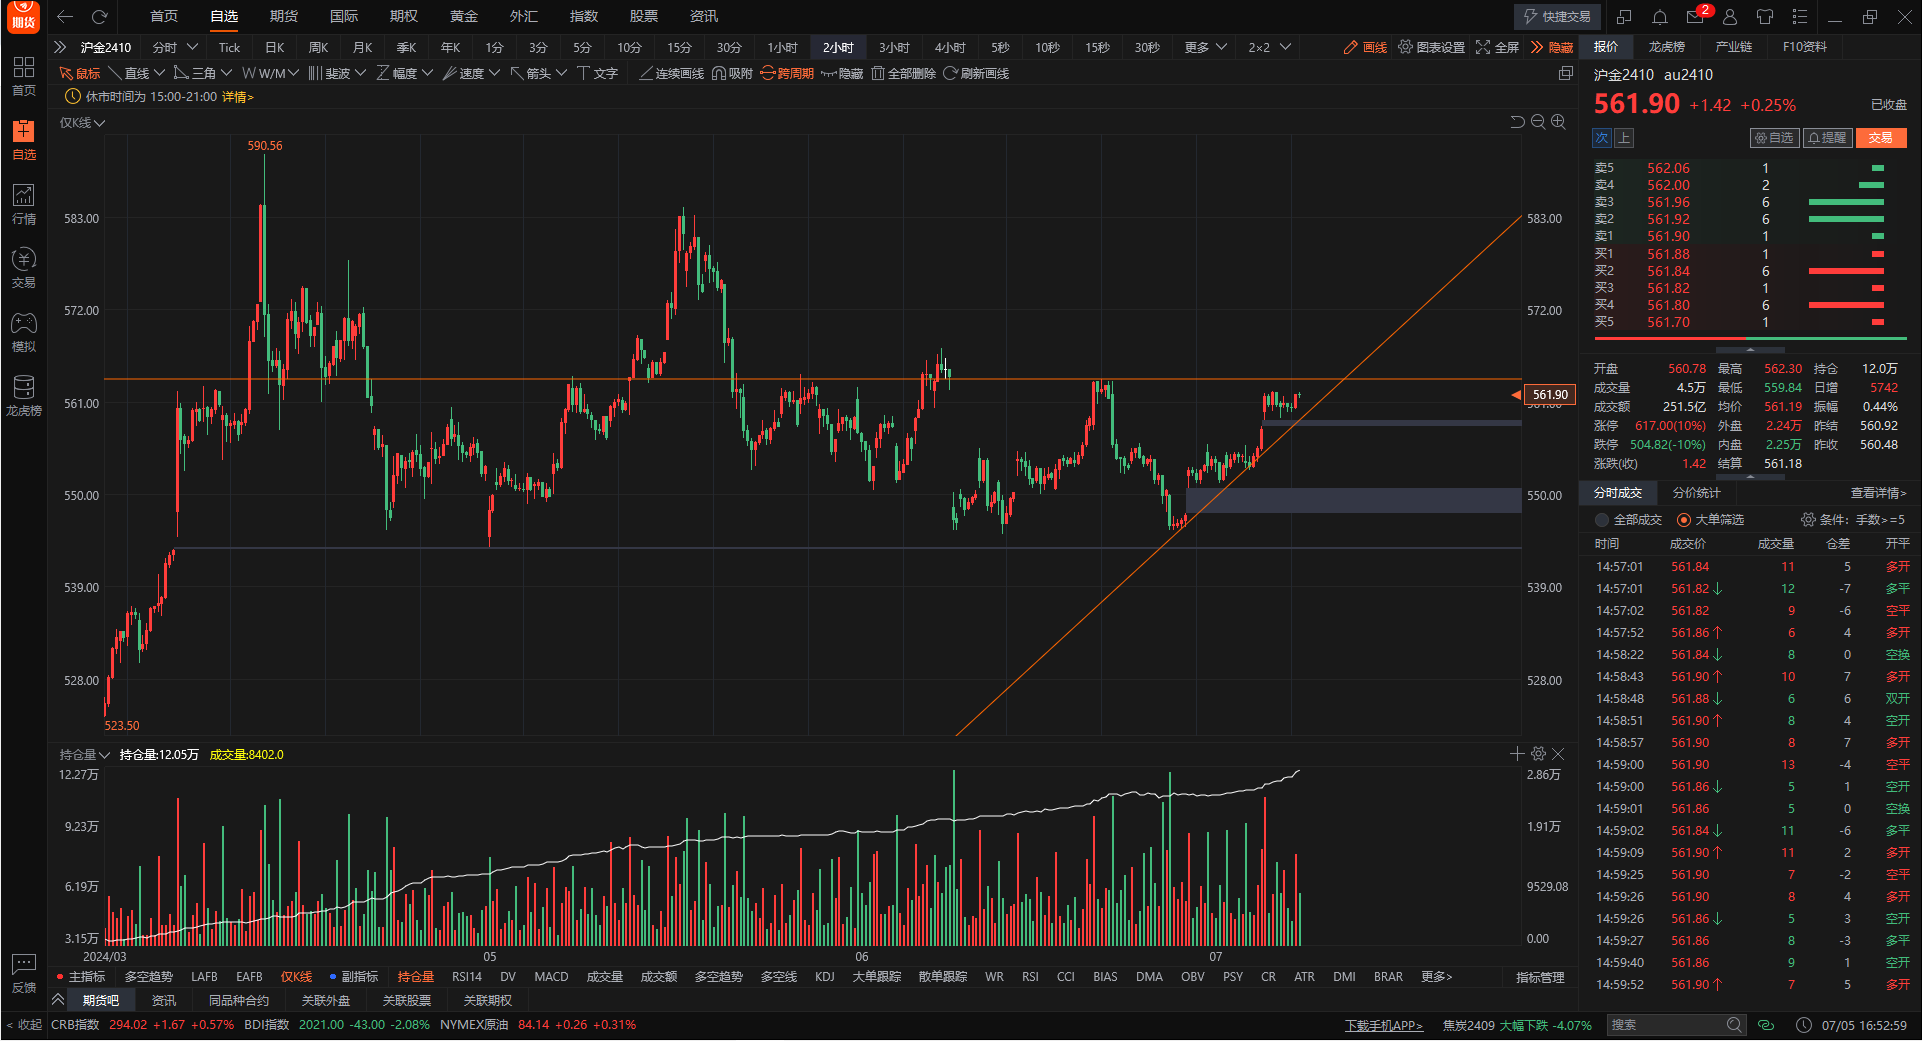 期货 首页 自选 期货 国际 期权 黄金 外汇 指数 股票 资讯 快捷交易 2
沪金2410 分时 Tick 日K 周K 月K 季K 年K 1分 3分 5分 10分 15分 30分 1小时 2小时 3小时 4小时 5秒 10秒 15秒 30秒 更多 2×2 画线 图表设置 全屏 隐藏
鼠标 直线 三角 W/M 斐波 幅度 速度 箭头 文字 连续画线 吸附 跨周期 隐藏 全部删除 刷新画线
休市时间为 15:00-21:00 详情>
仅K线
首页
自选
行情
交易
模拟
龙虎榜
反馈
< 收起
590.56
583.00 583.00
572.00 572.00
561.00 561.90
550.00 550.00
539.00 539.00
528.00 528.00
523.50
持仓量 持仓量:12.05万 成交量:8402.0
12.27万 2.86万
9.23万 1.91万
6.19万 9529.08
3.15万 0.00
2024/03 05 06 07
主指标 多空趋势 LAFB EAFB 仅K线 副指标 持仓量 RSI14 DV MACD 成交量 成交额 多空趋势 多空线 KDJ 大单跟踪 散单跟踪 WR RSI CCI BIAS DMA OBV PSY CR ATR DMI BRAR 更多> 指标管理
期货吧 资讯 同品种合约 关联外盘 关联股票 关联期权
报价 龙虎榜 产业链 F10资料
沪金2410 au2410
561.90 +1.42 +0.25% 已收盘
次 上 自选 提醒 交易
卖5 562.06 1
卖4 562.00 2
卖3 561.96 6
卖2 561.92 6
卖1 561.90 1
买1 561.88 1
买2 561.84 6
买3 561.82 1
买4 561.80 6
买5 561.70 1
开盘 560.78 最高 562.30 持仓 12.0万
成交量 4.5万 最低 559.84 日增 5742
成交额 251.5亿 均价 561.19 振幅 0.44%
涨停 617.00(10%) 外盘 2.24万 昨结 560.92
跌停 504.82(-10%) 内盘 2.25万 昨收 560.48
涨跌(收) 1.42 结算 561.18
分时成交 分价统计 查看详情>
全部成交 大单筛选 条件: 手数>=5
时间 成交价 成交量 仓差 开平
14:57:01 561.84 11 5 多开
14:57:01 561.82↓ 12 -7 多平
14:57:02 561.82 9 -6 空平
14:57:52 561.86↑ 6 4 多开
14:58:22 561.84↓ 8 0 空换
14:58:43 561.90↑ 10 7 多开
14:58:48 561.88↓ 6 6 双开
14:58:51 561.90↑ 8 4 空开
14:58:57 561.90 8 7 多开
14:59:00 561.90 13 -4 空平
14:59:00 561.86↓ 5 1 空开
14:59:01 561.86 5 0 空换
14:59:02 561.84↓ 11 -6 多平
14:59:09 561.90↑ 11 2 多开
14:59:25 561.90 7 -2 空平
14:59:26 561.90 8 4 多开
14:59:26 561.86↓ 5 3 空开
14:59:27 561.86 8 -3 多平
14:59:40 561.86 9 1 空开
14:59:52 561.90↑ 7 5 多开
CRB指数 294.02 +1.67 +0.57% BDI指数 2021.00 -43.00 -2.08% NYMEX原油 84.14 +0.26 +0.31% 下载手机APP> 焦炭2409 大幅下跌 -4.07% 搜索 07/05 16:52:59